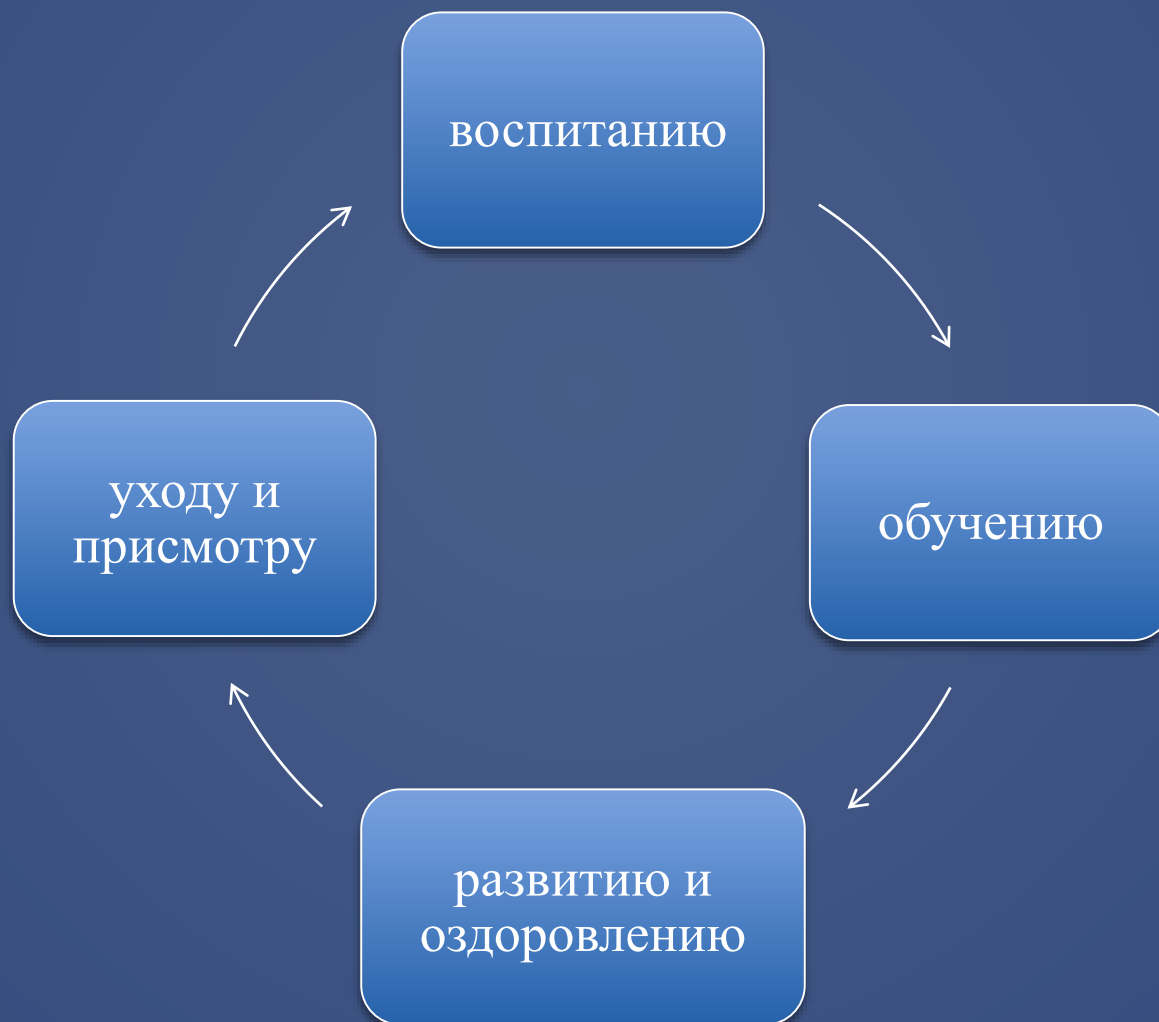 воспитанию
уходу и
присмотру
обучению
развитию и
оздоровлению